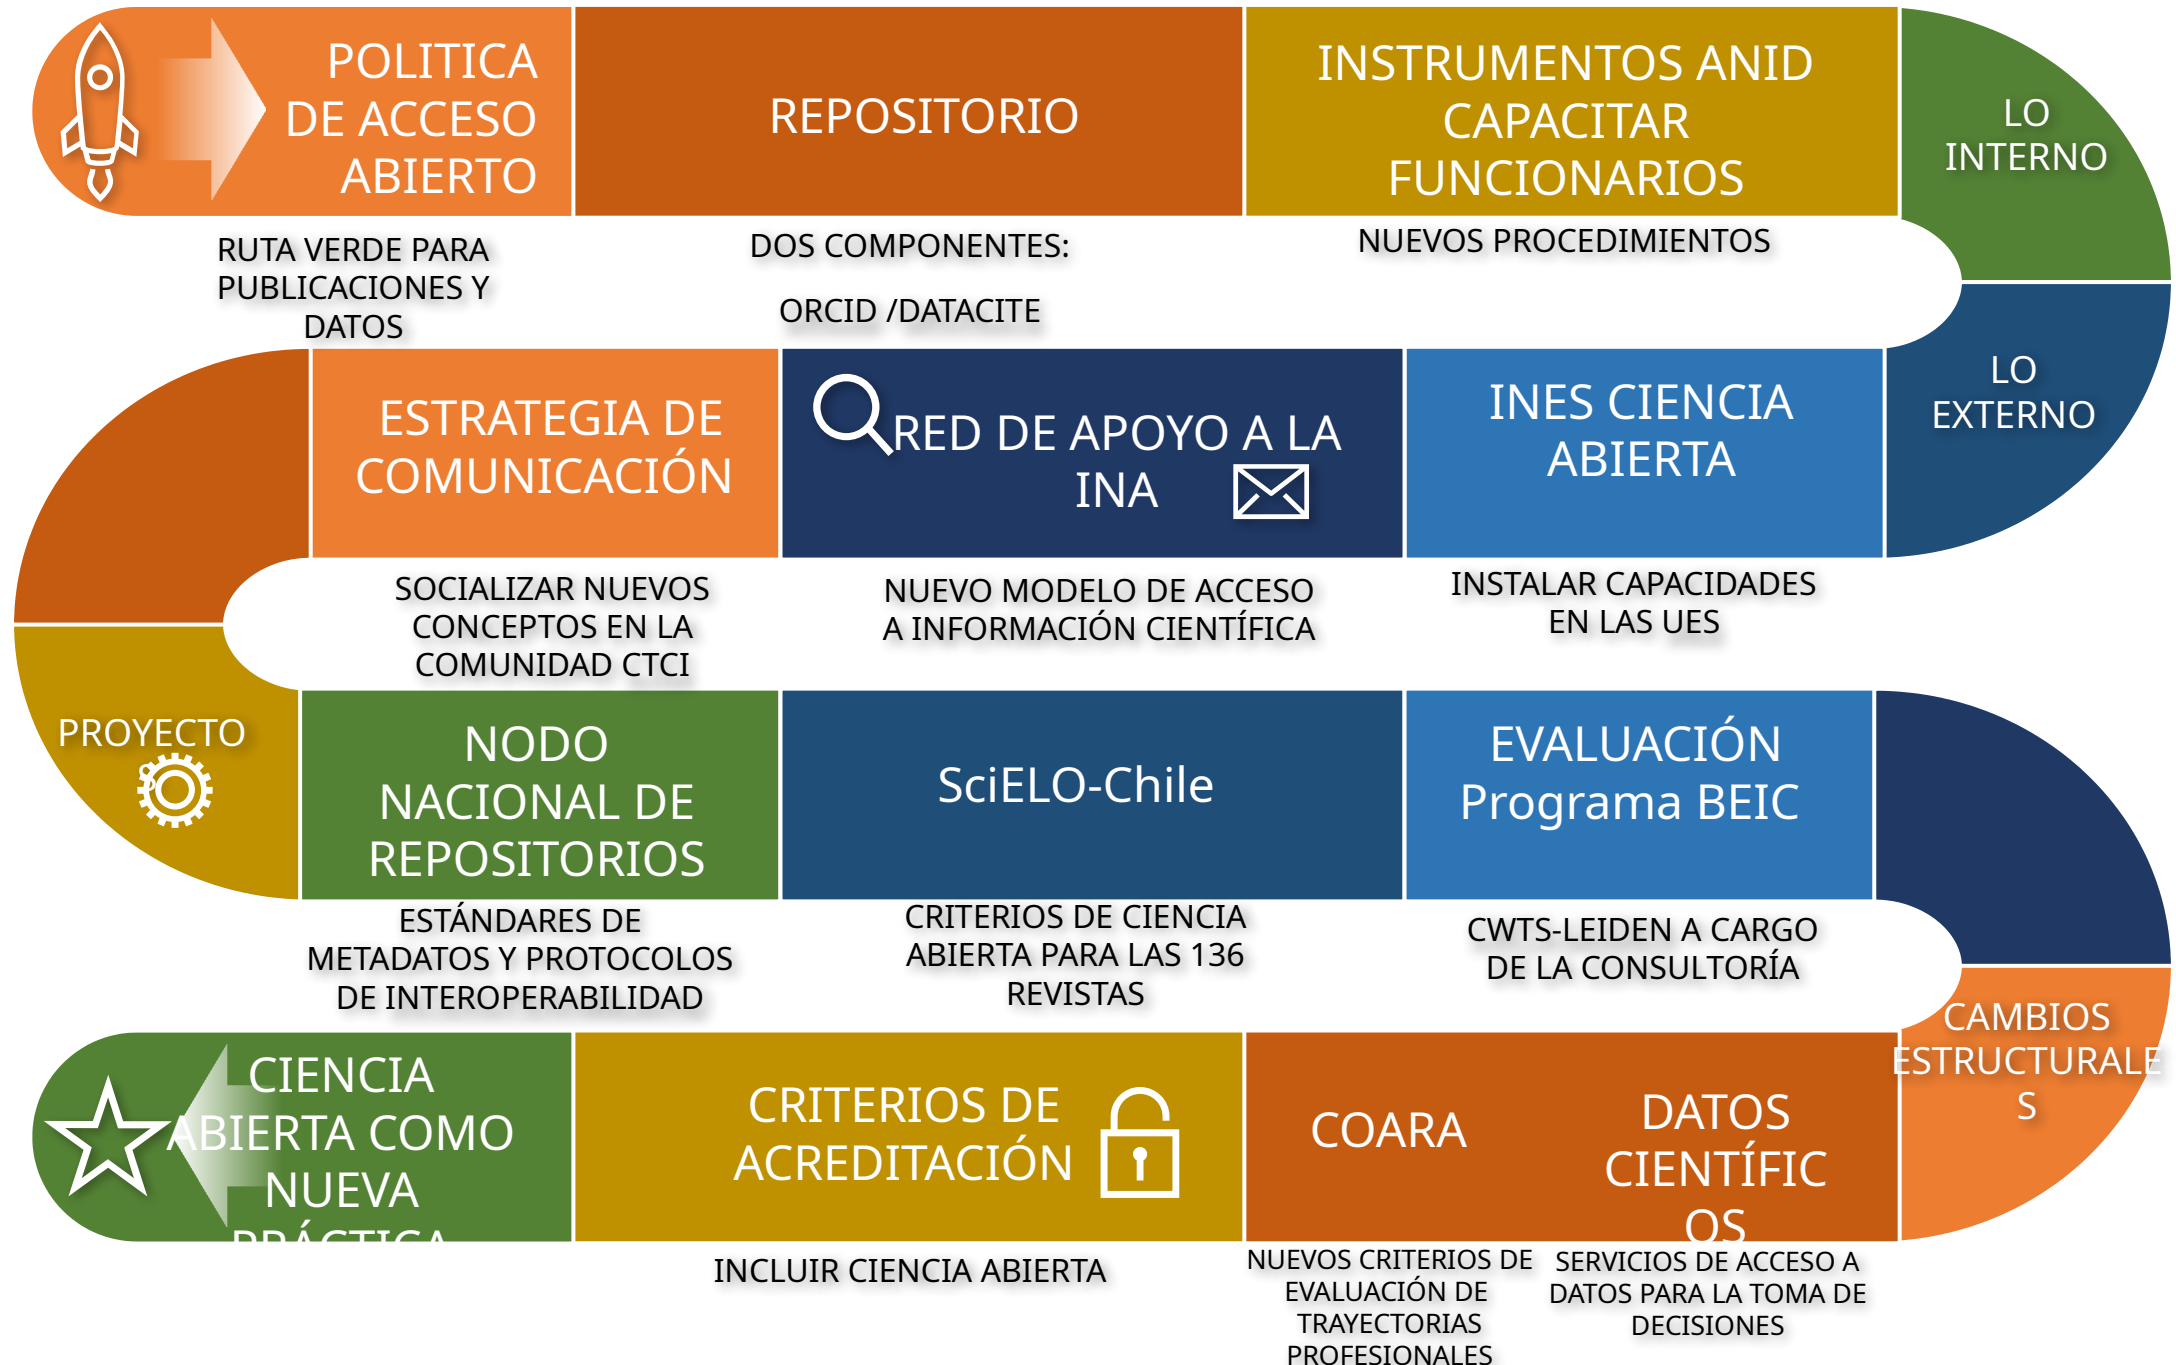 POLITICA
DE ACCESO
ABIERTO
REPOSITORIO
INSTRUMENTOS ANID
CAPACITAR
FUNCIONARIOS
LO
INTERNO
RUTA VERDE PARA
PUBLICACIONES Y
DATOS
DOS COMPONENTES:
ORCID /DATACITE
NUEVOS PROCEDIMIENTOS
LO
EXTERNO
INES CIENCIA
ABIERTA
RED DE APOYO A LA
INA
ESTRATEGIA DE
COMUNICACIÓN
INSTALAR CAPACIDADES
EN LAS UES
NUEVO MODELO DE ACCESO
A INFORMACIÓN CIENTÍFICA
SOCIALIZAR NUEVOS
CONCEPTOS EN LA
COMUNIDAD CTCI
PROYECTO
S
NODO
NACIONAL DE
REPOSITORIOS
SciELO-Chile
EVALUACIÓN
Programa BEIC
ESTÁNDARES DE
METADATOS Y PROTOCOLOS
DE INTEROPERABILIDAD
CRITERIOS DE CIENCIA
ABIERTA PARA LAS 136
REVISTAS
CWTS-LEIDEN A CARGO
DE LA CONSULTORÍA
CAMBIOS
ESTRUCTURALE
S
DATOS
CIENTÍFIC
OS
COARA
CRITERIOS DE
ACREDITACIÓN
CIENCIA
ABIERTA COMO
NUEVA
PRÁCTICA
SERVICIOS DE ACCESO A
DATOS PARA LA TOMA DE
DECISIONES
NUEVOS CRITERIOS DE
EVALUACIÓN DE
TRAYECTORIAS
PROFESIONALES
INCLUIR CIENCIA ABIERTA